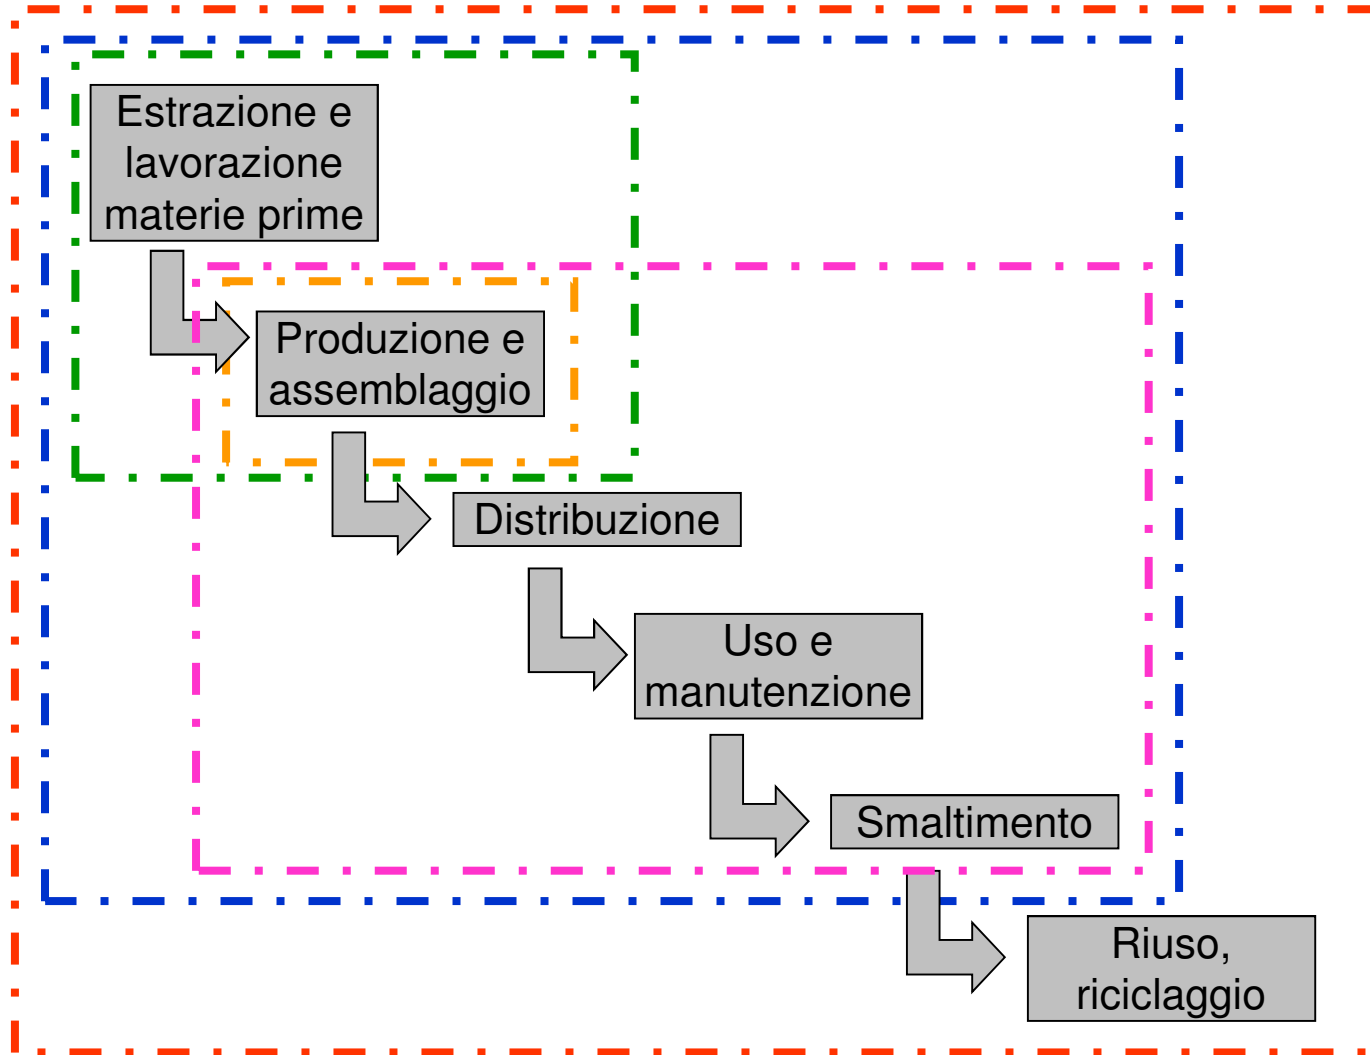 Estrazione e
lavorazione
materie prime
Produzione e
assemblaggio
Distribuzione
Uso e
manutenzione
Smaltimento
Riuso,
riciclaggio